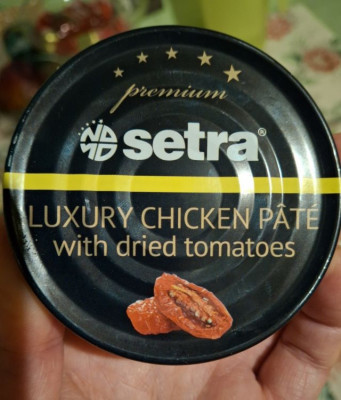 premium
setra®
LUXURY CHICKEN PÂTÉ
with dried tomatoes